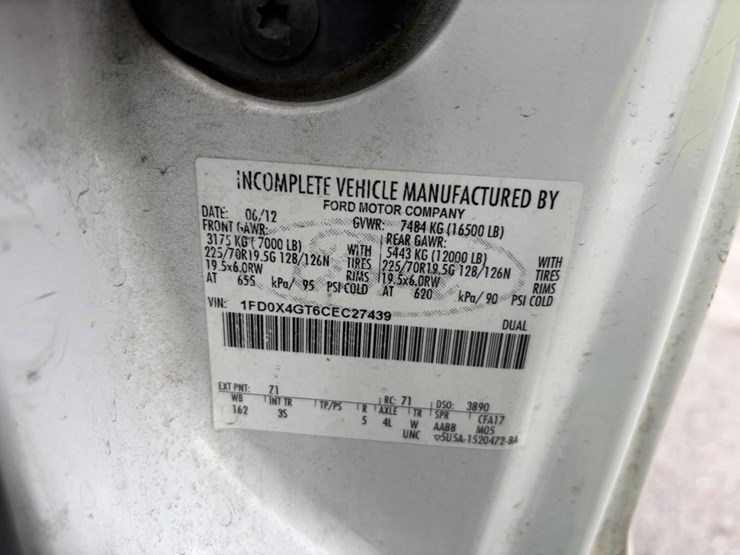 INCOMPLETE VEHICLE MANUFACTURED BY
FORD MOTOR COMPANY
DATE: 06/12 GVWR: 7484 KG (16500 LB)
FRONT GAWR: REAR GAWR:
3175 KG (7000 LB) WITH 5443 KG (12000 LB) WITH
225/70R19.5G 128/126N TIRES 225/70R19.5G 128/126N TIRES
19.5x6.0RW RIMS 19.5x6.0RW RIMS
AT 655 kPa/ 95 PSI COLD AT 620 kPa/ 90 PSI COLD
VIN: 1FD0X4GT6CEC27439 DUAL
EXT PNT: 71 RC: 71 DSO: 3890
WB INT TR TP/PS R AXLE TR SPR CFA17
162 3S 5 4L W AABB M05
UNC 5U5A-1520472-BA